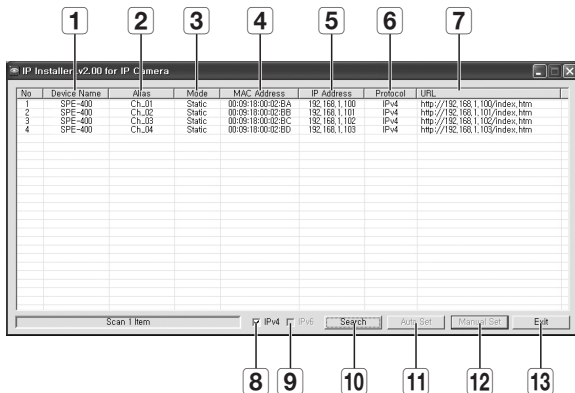 1 2 3 4 5 6 7
IP Installer v2.00 for IP Camera
No Device Name Alias Mode MAC Address IP Address Protocol URL
1 SPE-400 Ch_01 Static 00:09:18:00:02:BA 192,168,1,100 IPv4 http://192,168,1,100/index,htm
2 SPE-400 Ch_02 Static 00:09:18:00:02:BB 192,168,1,101 IPv4 http://192,168,1,101/index,htm
3 SPE-400 Ch_03 Static 00:09:18:00:02:BC 192,168,1,102 IPv4 http://192,168,1,102/index,htm
4 SPE-400 Ch_04 Static 00:09:18:00:02:BD 192,168,1,103 IPv4 http://192,168,1,103/index,htm
Scan 1 Item IPv4 IPv6 Search Auto Set Manual Set Exit
8 9 10 11 12 13